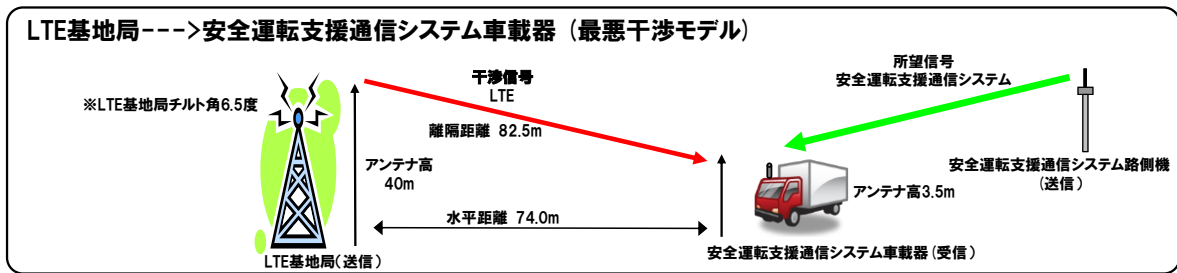 LTE基地局--->安全運転支援通信システム車載器 (最悪干渉モデル)
※LTE基地局チルト角6.5度
干渉信号
LTE
離隔距離 82.5m
アンテナ高
40m
水平距離 74.0m
LTE基地局(送信)
所望信号
安全運転支援通信システム
アンテナ高3.5m
安全運転支援通信システム路側機
(送信)
安全運転支援通信システム車載器(受信)